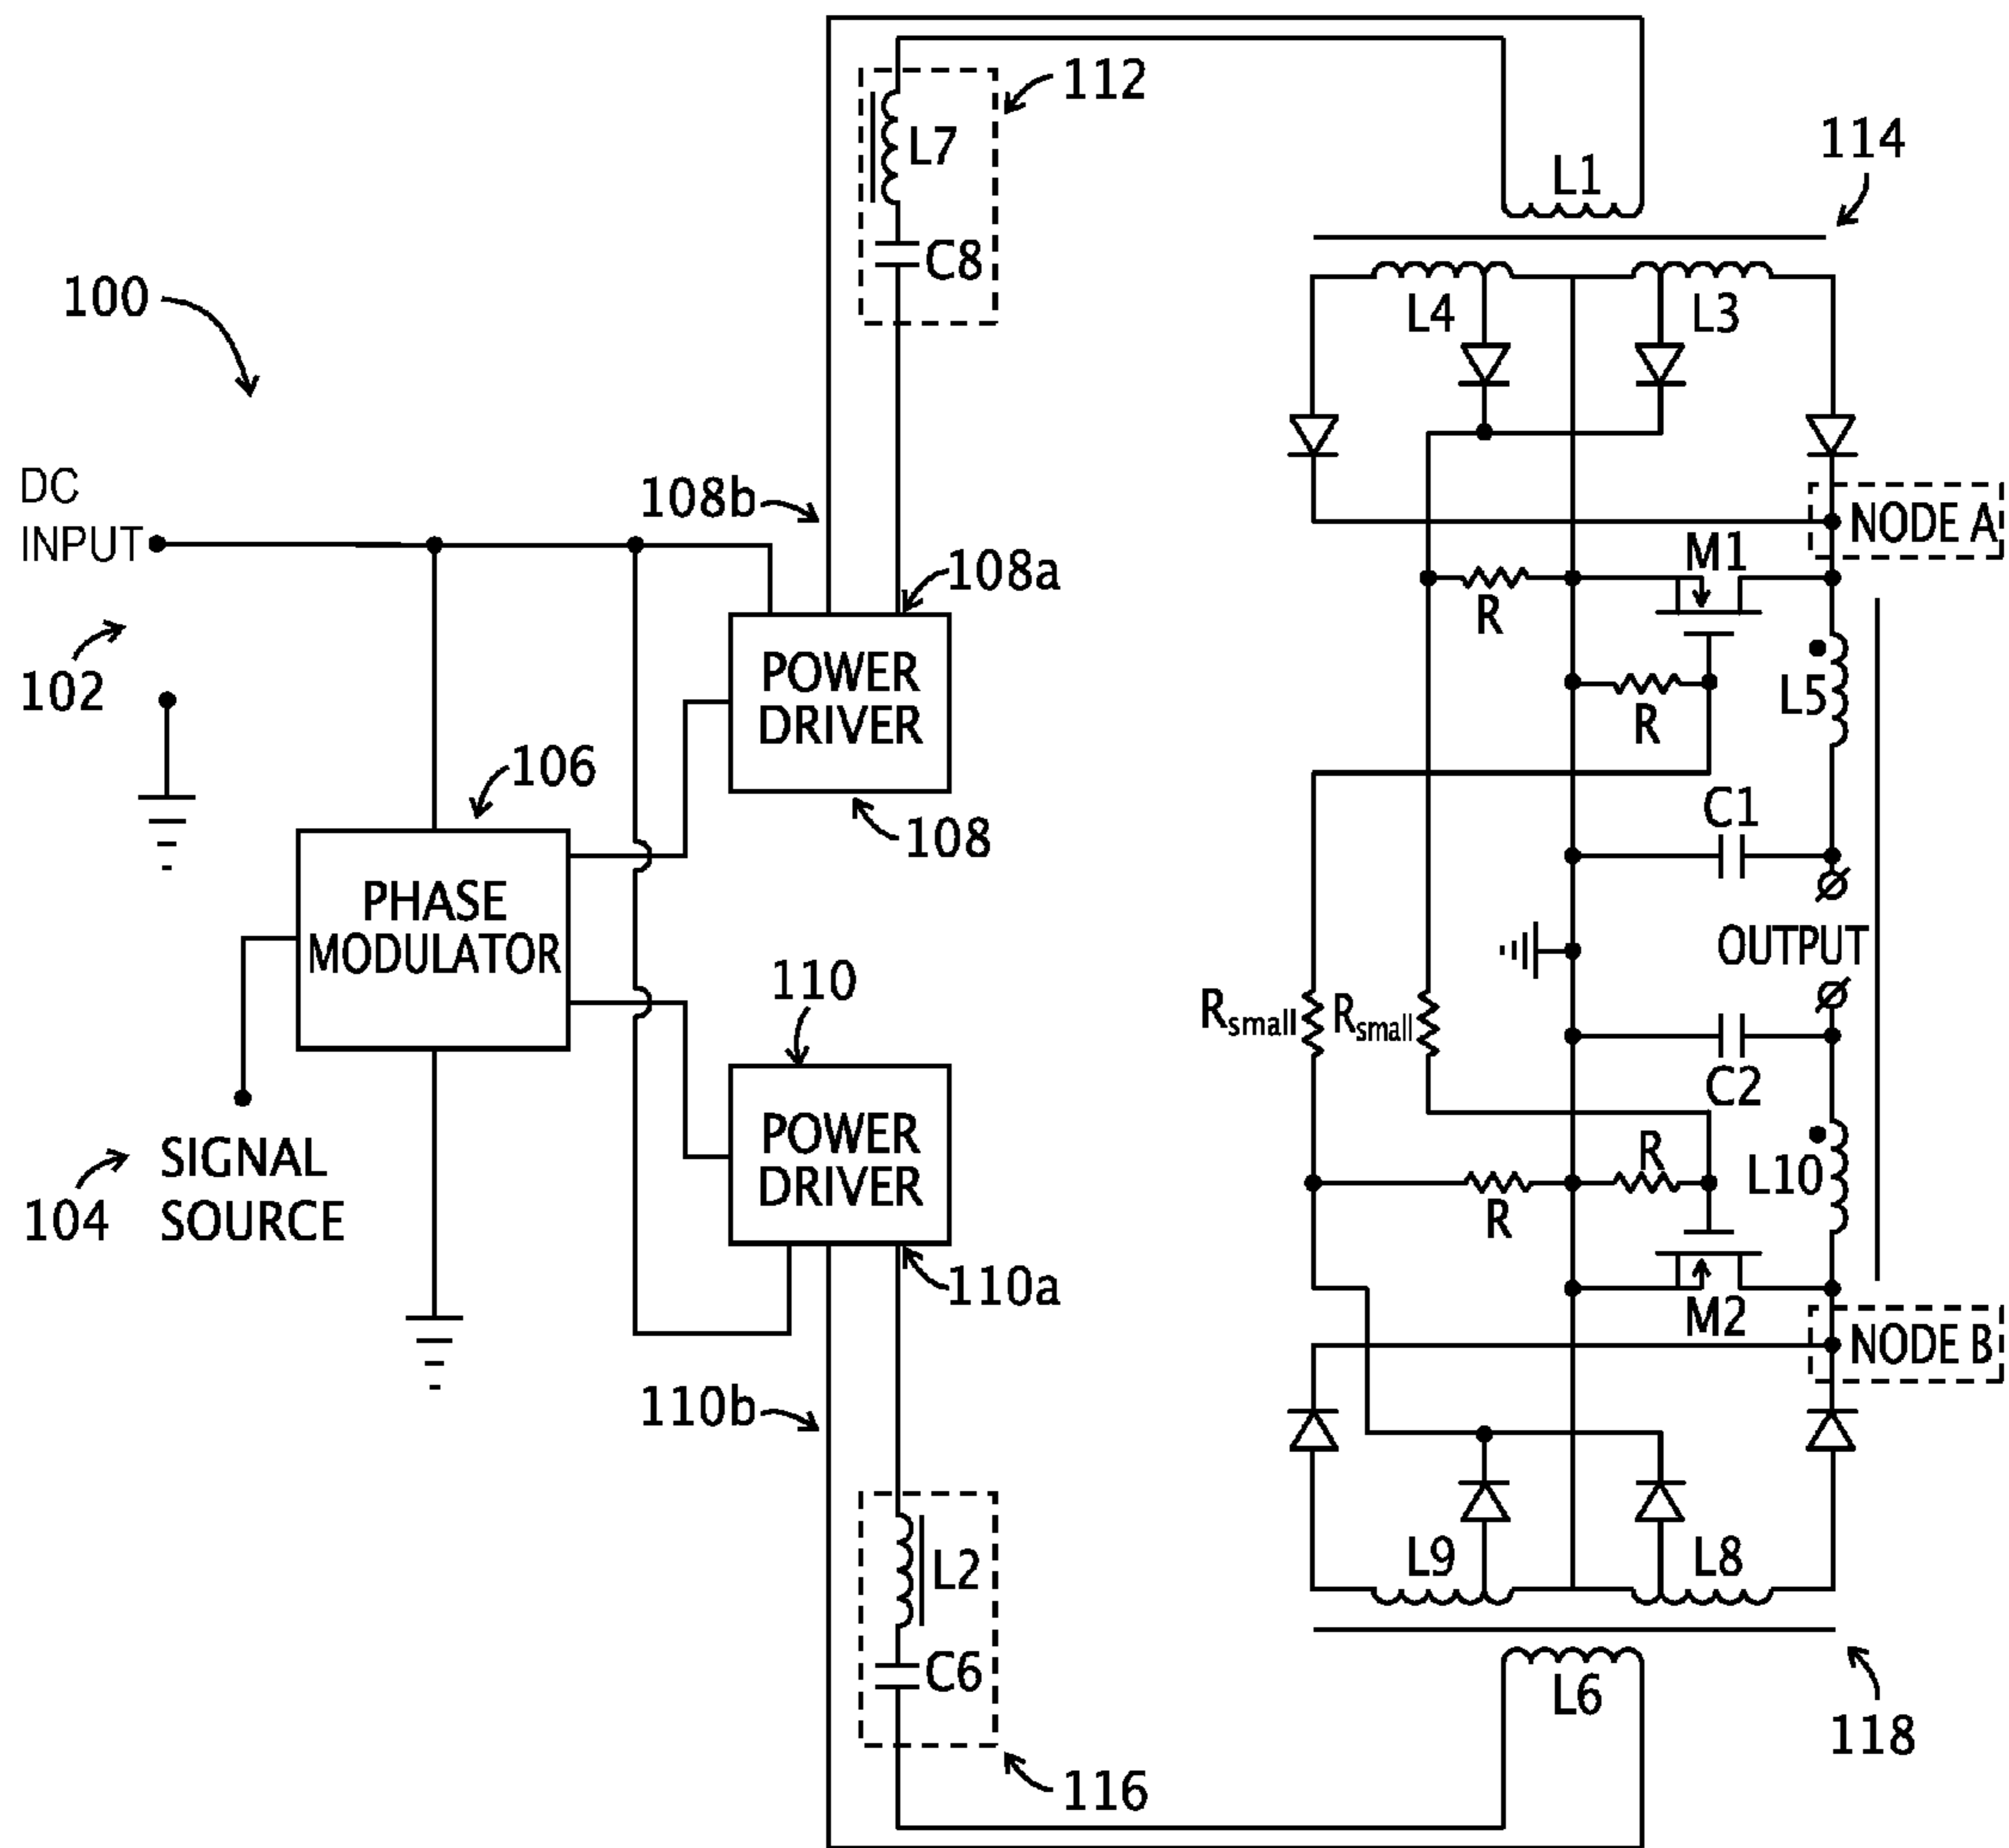 112
L7
C8
114
L1
L4
L3
100
DC
INPUT
108b
108a
NODE A
M1
R
R
L5
102
POWER
DRIVER
106
108
C1
PHASE
MODULATOR
OUTPUT
110
Rsmall
Rsmall
C2
POWER
DRIVER
SIGNAL
SOURCE
104
R
R
L10
110a
M2
NODE B
110b
L9
L8
L2
C6
L6
118
116